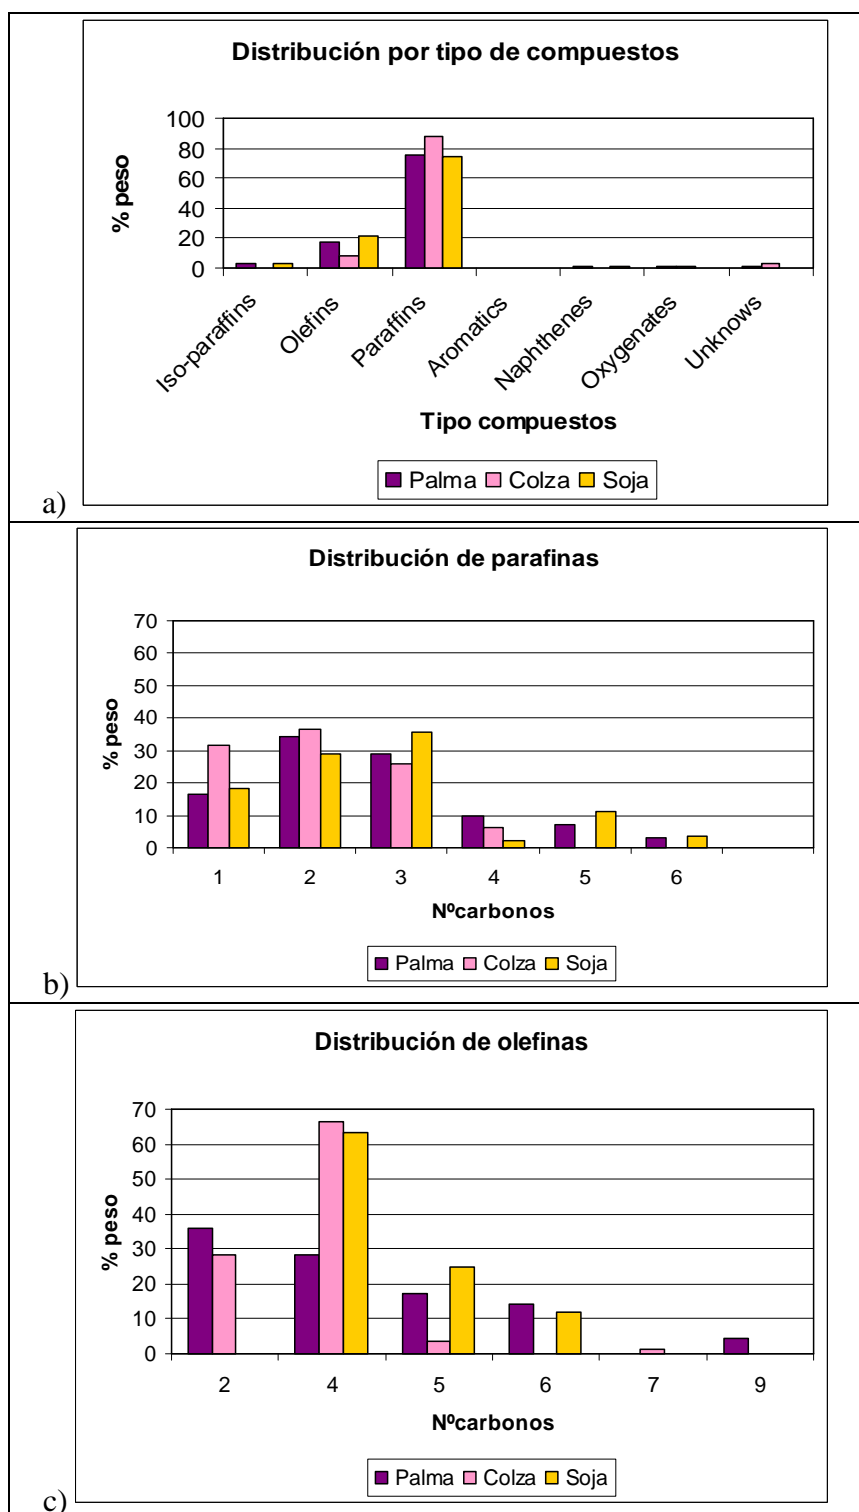 Distribución por tipo de compuestos
100
80
60
40
20
0
% peso
Iso-paraffins
Olefins
Paraffins
Aromatics
Naphthenes
Oxygenates
Unknows
Tipo compuestos
Palma Colza Soja
a)
Distribución de parafinas
70
60
50
40
30
20
10
0
% peso
1 2 3 4 5 6
Nºcarbonos
Palma Colza Soja
b)
Distribución de olefinas
70
60
50
40
30
20
10
0
% peso
2 4 5 6 7 9
Nºcarbonos
Palma Colza Soja
c)